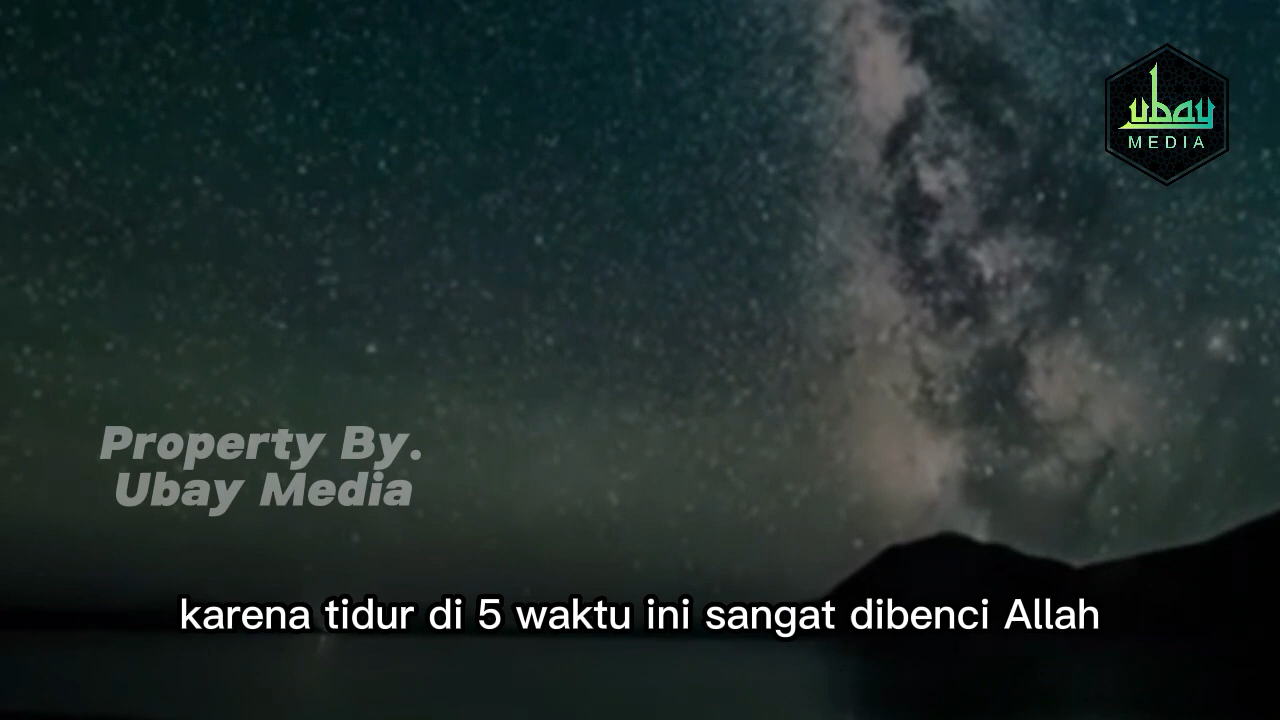 ubay
MEDIA
Property By.
Ubay Media
karena tidur di 5 waktu ini sangat dibenci Allah